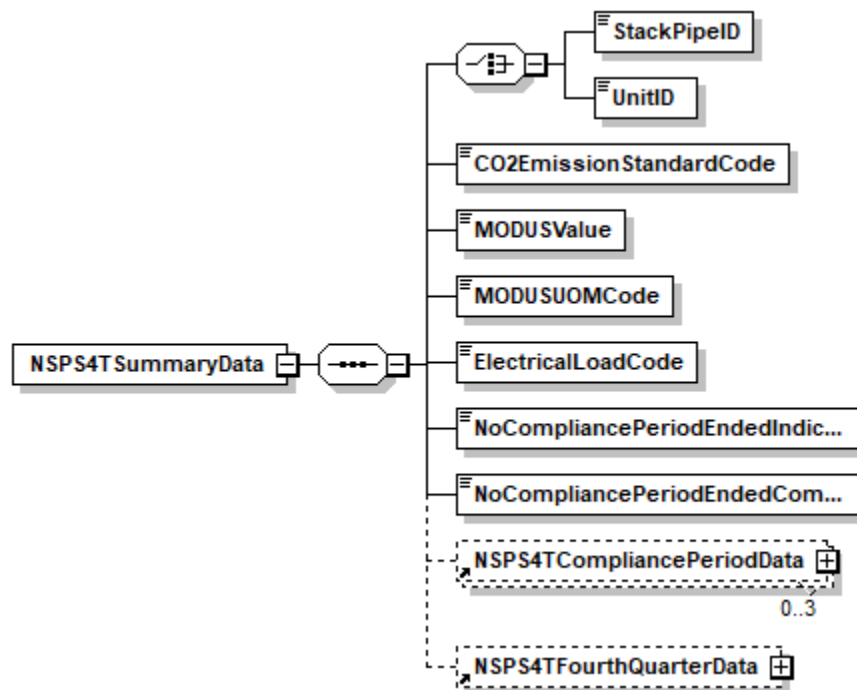 StackPipeID
UnitID
CO2EmissionStandardCode
MODUSValue
MODUSUOMCode
NSPS4TSummaryData
ElectricalLoadCode
NoCompliancePeriodEndedIndic...
NoCompliancePeriodEndedCom...
NSPS4TCompliancePeriodData
0..3
NSPS4TFourthQuarterData